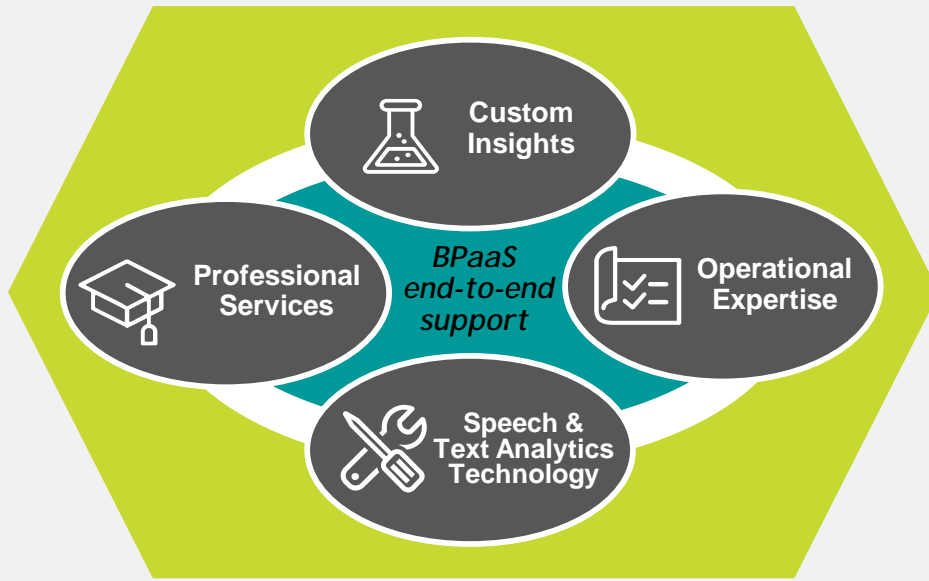 Custom
Insights
Professional
Services
BPaaS
end-to-end
support
Operational
Expertise
Speech &
Text Analytics
Technology